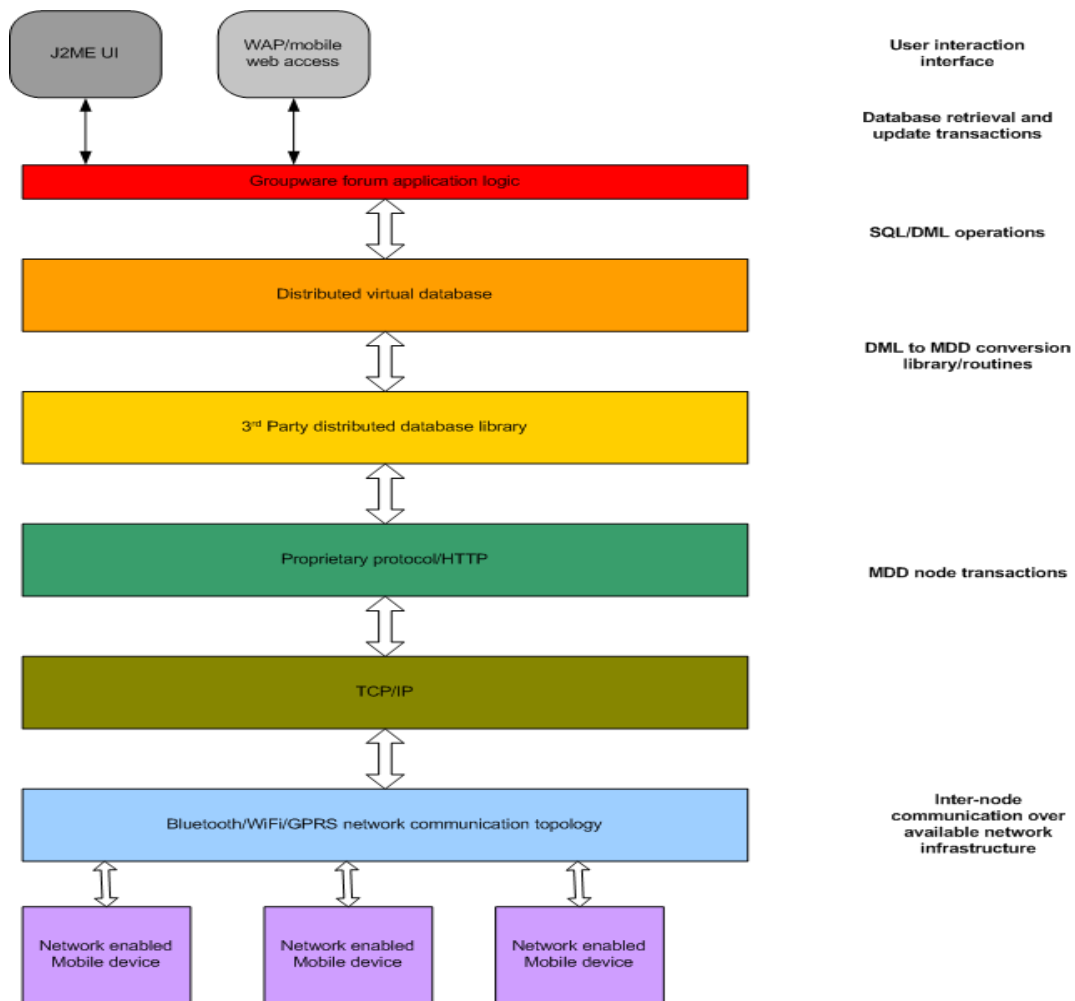 J2ME UI
WAP/mobile
web access
User interaction
interface
Database retrieval and
update transactions
Groupware forum application logic
SQL/DML operations
Distributed virtual database
DML to MDD conversion
library/routines
3rd Party distributed database library
Proprietary protocol/HTTP
MDD node transactions
TCP/IP
Bluetooth/WiFi/GPRS network communication topology
Inter-node
communication over
available network
infrastructure
Network enabled
Mobile device
Network enabled
Mobile device
Network enabled
Mobile device